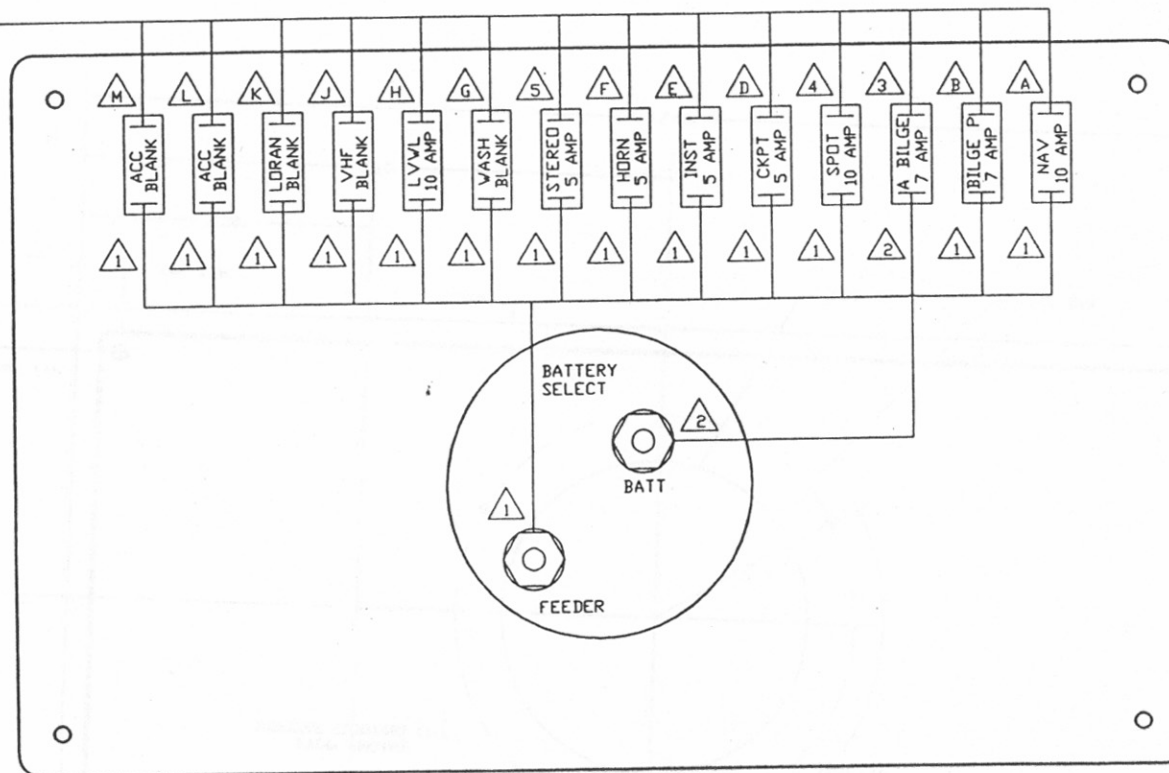 M L K J H G 5 F E D 4 3 B A
ACC
BLANK
ACC
BLANK
LORAN
BLANK
VHF
BLANK
LVWL
10 AMP
WASH
BLANK
STEREO
5 AMP
HORN
5 AMP
INST
5 AMP
CKPT
5 AMP
SPOT
10 AMP
A BILGE
7 AMP
BILGE P1
7 AMP
NAV
10 AMP
1 1 1 1 1 1 1 1 1 1 1 2 1 1
BATTERY
SELECT
2
BATT
1
FEEDER